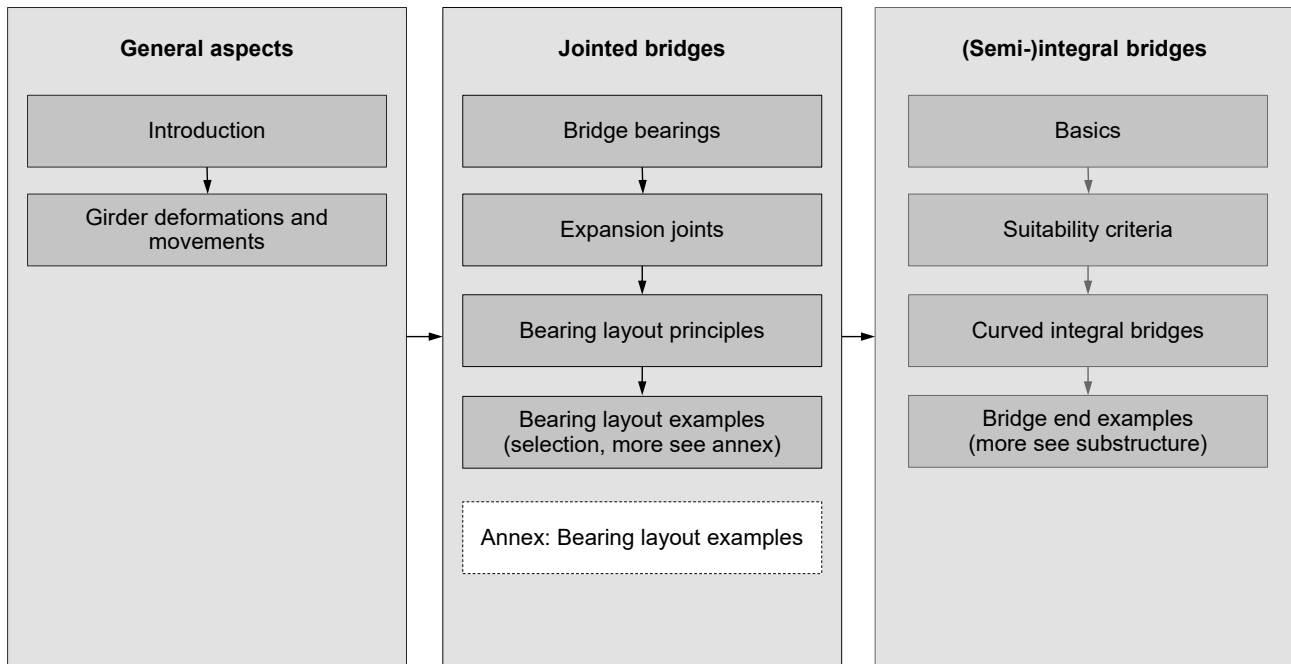 General aspects
Introduction
Girder deformations and
movements
Jointed bridges
Bridge bearings
Expansion joints
Bearing layout principles
Bearing layout examples
(selection, more see annex)
Annex: Bearing layout examples
(Semi-)integral bridges
Basics
Suitability criteria
Curved integral bridges
Bridge end examples
(more see substructure)